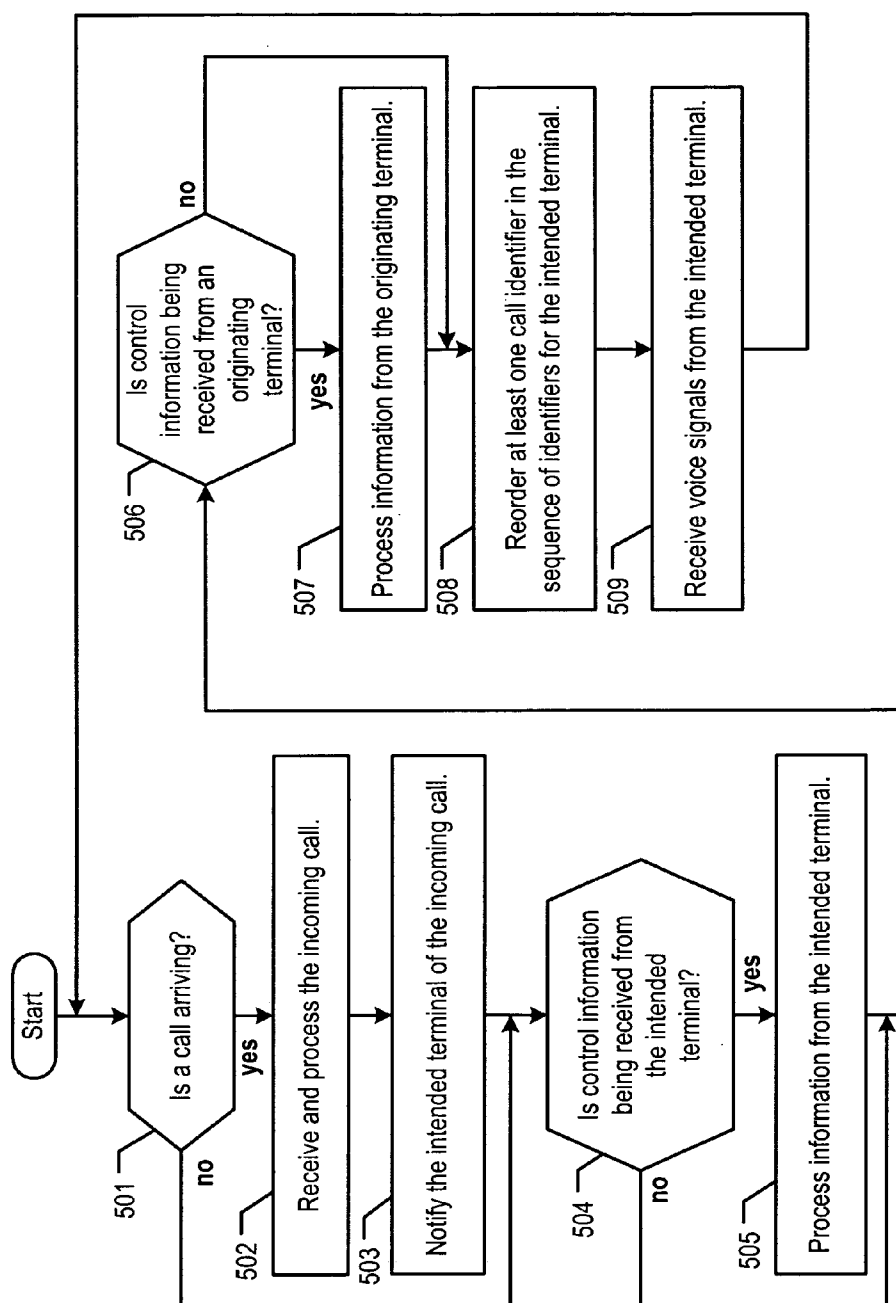 Start
501
Is a call arriving?
no
yes
502
Receive and process the incoming call.
503
Notify the intended terminal of the incoming call.
504
Is control information
being received from
the intended
terminal?
no
yes
505
Process information from the intended terminal.
506
Is control
information being
received from an
originating
terminal?
no
yes
507
Process information from the originating terminal.
508
Reorder at least one call identifier in the
sequence of identifiers for the intended terminal.
509
Receive voice signals from the intended terminal.